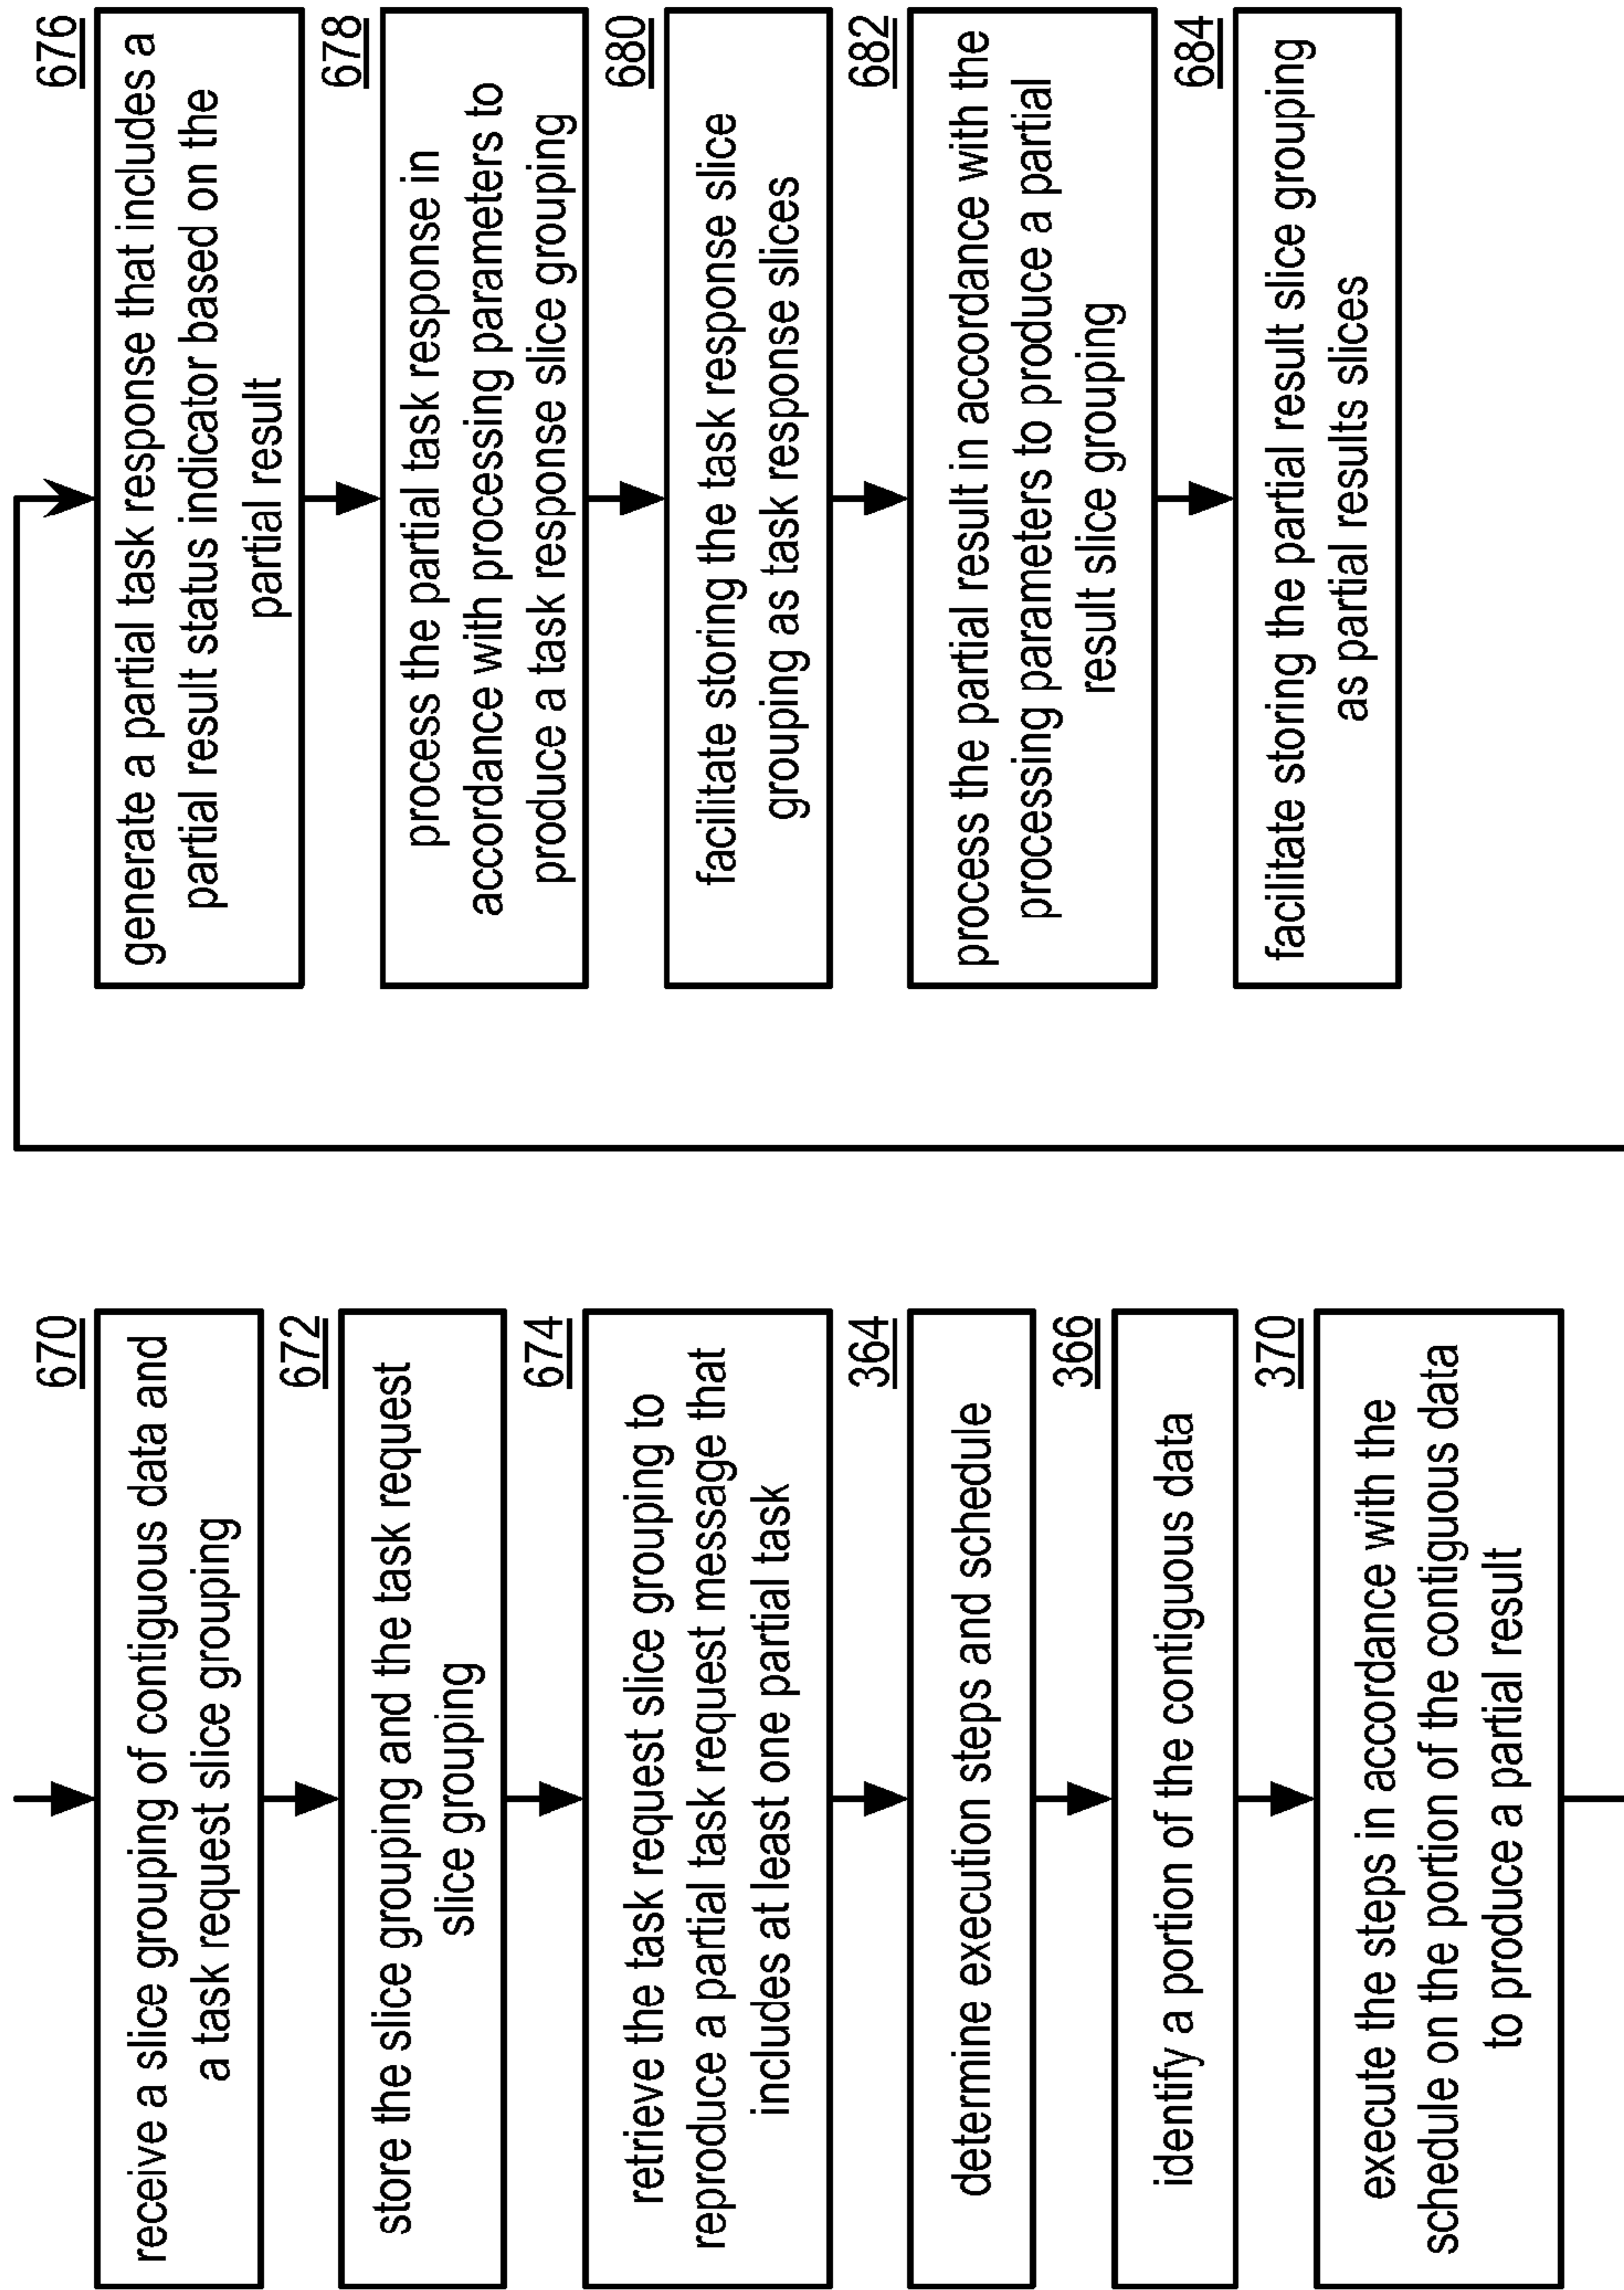 670
receive a slice grouping of contiguous data and
a task request slice grouping
672
store the slice grouping and the task request
slice grouping
674
retrieve the task request slice grouping to
reproduce a partial task request message that
includes at least one partial task
364
determine execution steps and schedule
366
identify a portion of the contiguous data
370
execute the steps in accordance with the
schedule on the portion of the contiguous data
to produce a partial result
676
generate a partial task response that includes a
partial result status indicator based on the
partial result
678
process the partial task response in
accordance with processing parameters to
produce a task response slice grouping
680
facilitate storing the task response slice
grouping as task response slices
682
process the partial result in accordance with the
processing parameters to produce a partial
result slice grouping
684
facilitate storing the partial result slice grouping
as partial results slices